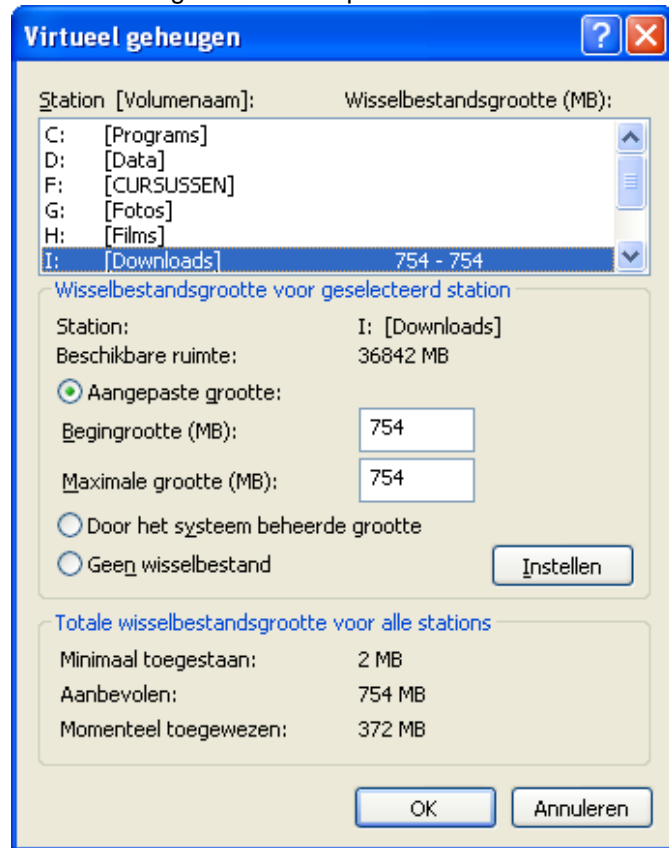 Virtueel geheugen
Station [Volumenaam]: Wisselbestandsgrootte (MB):
C: [Programs]
D: [Data]
F: [CURSUSSEN]
G: [Fotos]
H: [Films]
I: [Downloads] 754 - 754
Wisselbestandsgrootte voor geselecteerd station
Station: I: [Downloads]
Beschikbare ruimte: 36842 MB
Aangepaste grootte:
Begingrootte (MB): 754
Maximale grootte (MB): 754
Door het systeem beheerde grootte
Geen wisselbestand
Instellen
Totale wisselbestandsgrootte voor alle stations
Minimaal toegestaan: 2 MB
Aanbevolen: 754 MB
Momenteel toegewezen: 372 MB
OK Annuleren